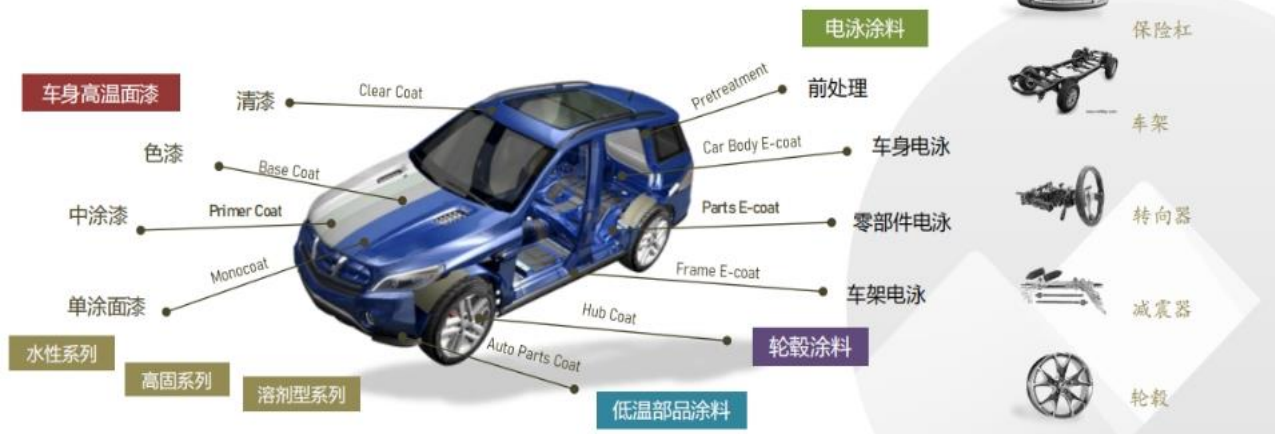 电泳涂料
保险杠
车身高温面漆
清漆
Clear Coat
Pretreatment
前处理
车架
色漆
Base Coat
Car Body E-coat
车身电泳
中涂漆
Primer Coat
Parts E-coat
零部件电泳
转向器
Monocoat
Frame E-coat
车架电泳
单涂面漆
Hub Coat
减震器
水性系列
Auto Parts Coat
轮毂涂料
高固系列
溶剂型系列
低温部品涂料
轮毂